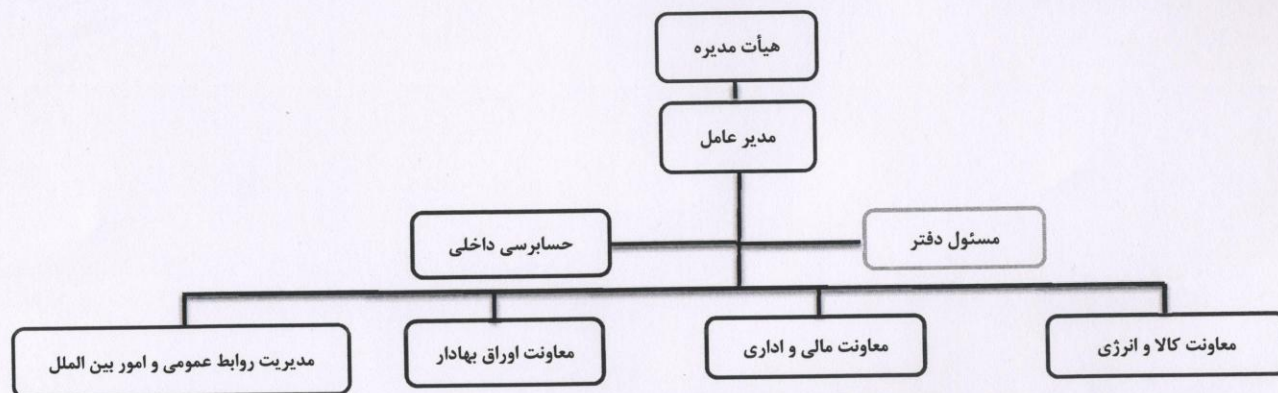 هیأت مدیره
مدیر عامل
مسئول دفتر
حسابرسی داخلی
معاونت کالا و انرژی
معاونت مالی و اداری
معاونت اوراق بهادار
مدیریت روابط عمومی و امور بین الملل